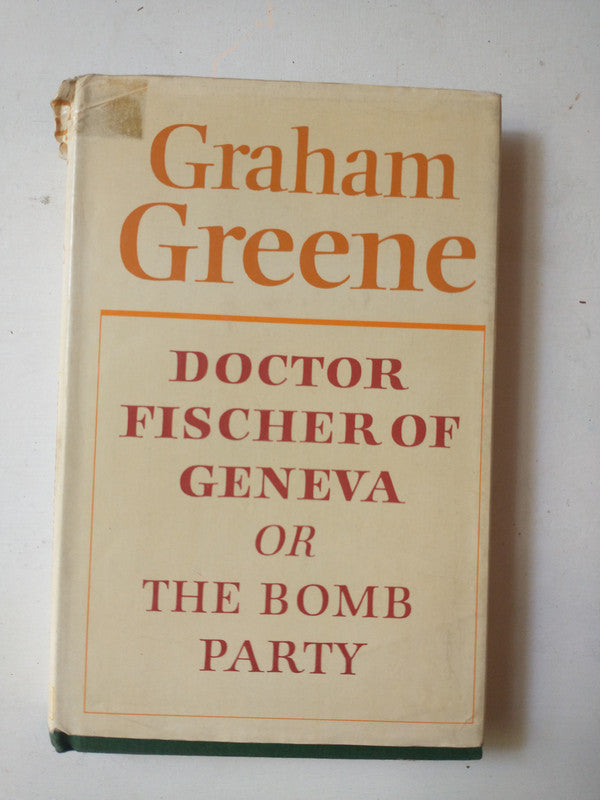 Graham
Greene
DOCTOR
FISCHER OF
GENEVA
OR
THE BOMB
PARTY